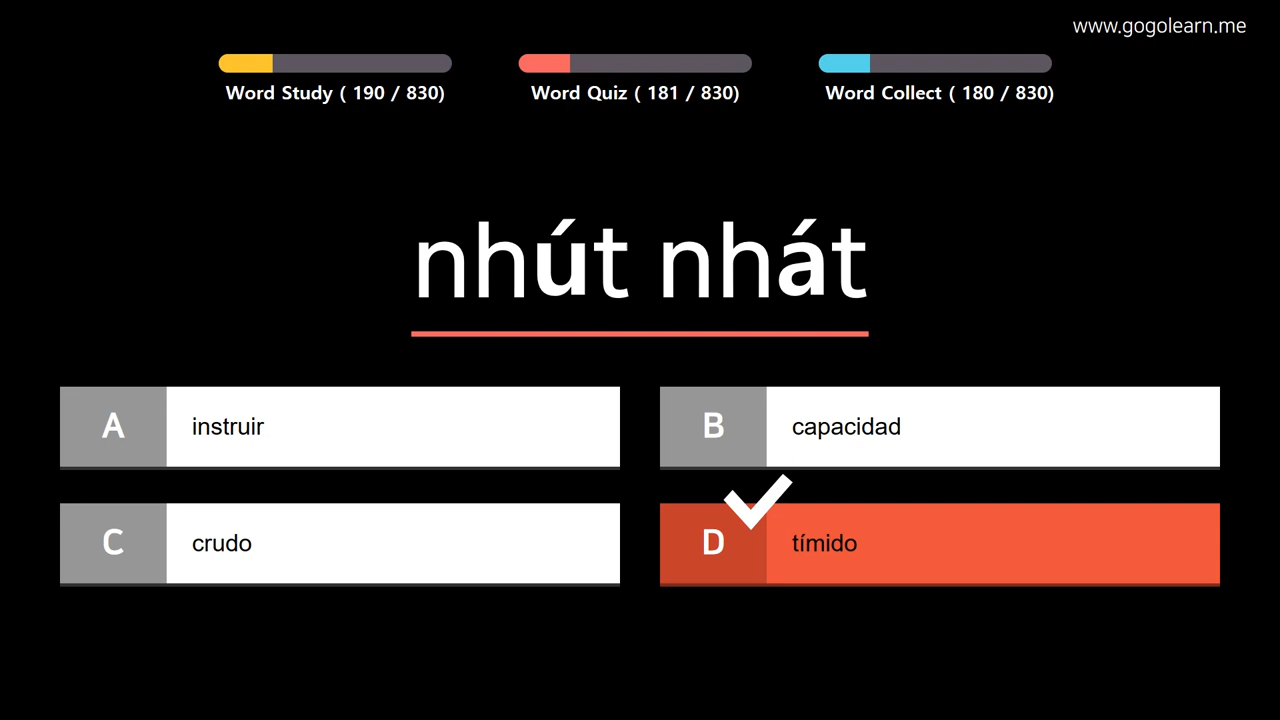 www.gogolearn.me
Word Study ( 190 / 830)
Word Quiz ( 181 / 830)
Word Collect ( 180 / 830)
nhút nhát
A instruir
B capacidad
C crudo
D tímido